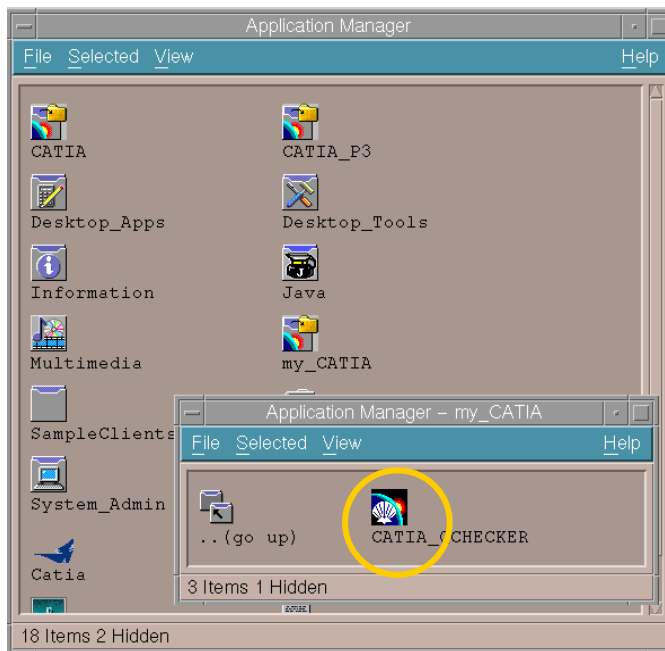 Application Manager
File Selected View Help
CATIA CATIA_P3
Desktop_Apps Desktop_Tools
Information Java
Multimedia my_CATIA
SampleClients
System_Admin
Catia
Application Manager – my_CATIA
File Selected View Help
..(go up) CATIA_QCHECKER
3 Items 1 Hidden
18 Items 2 Hidden